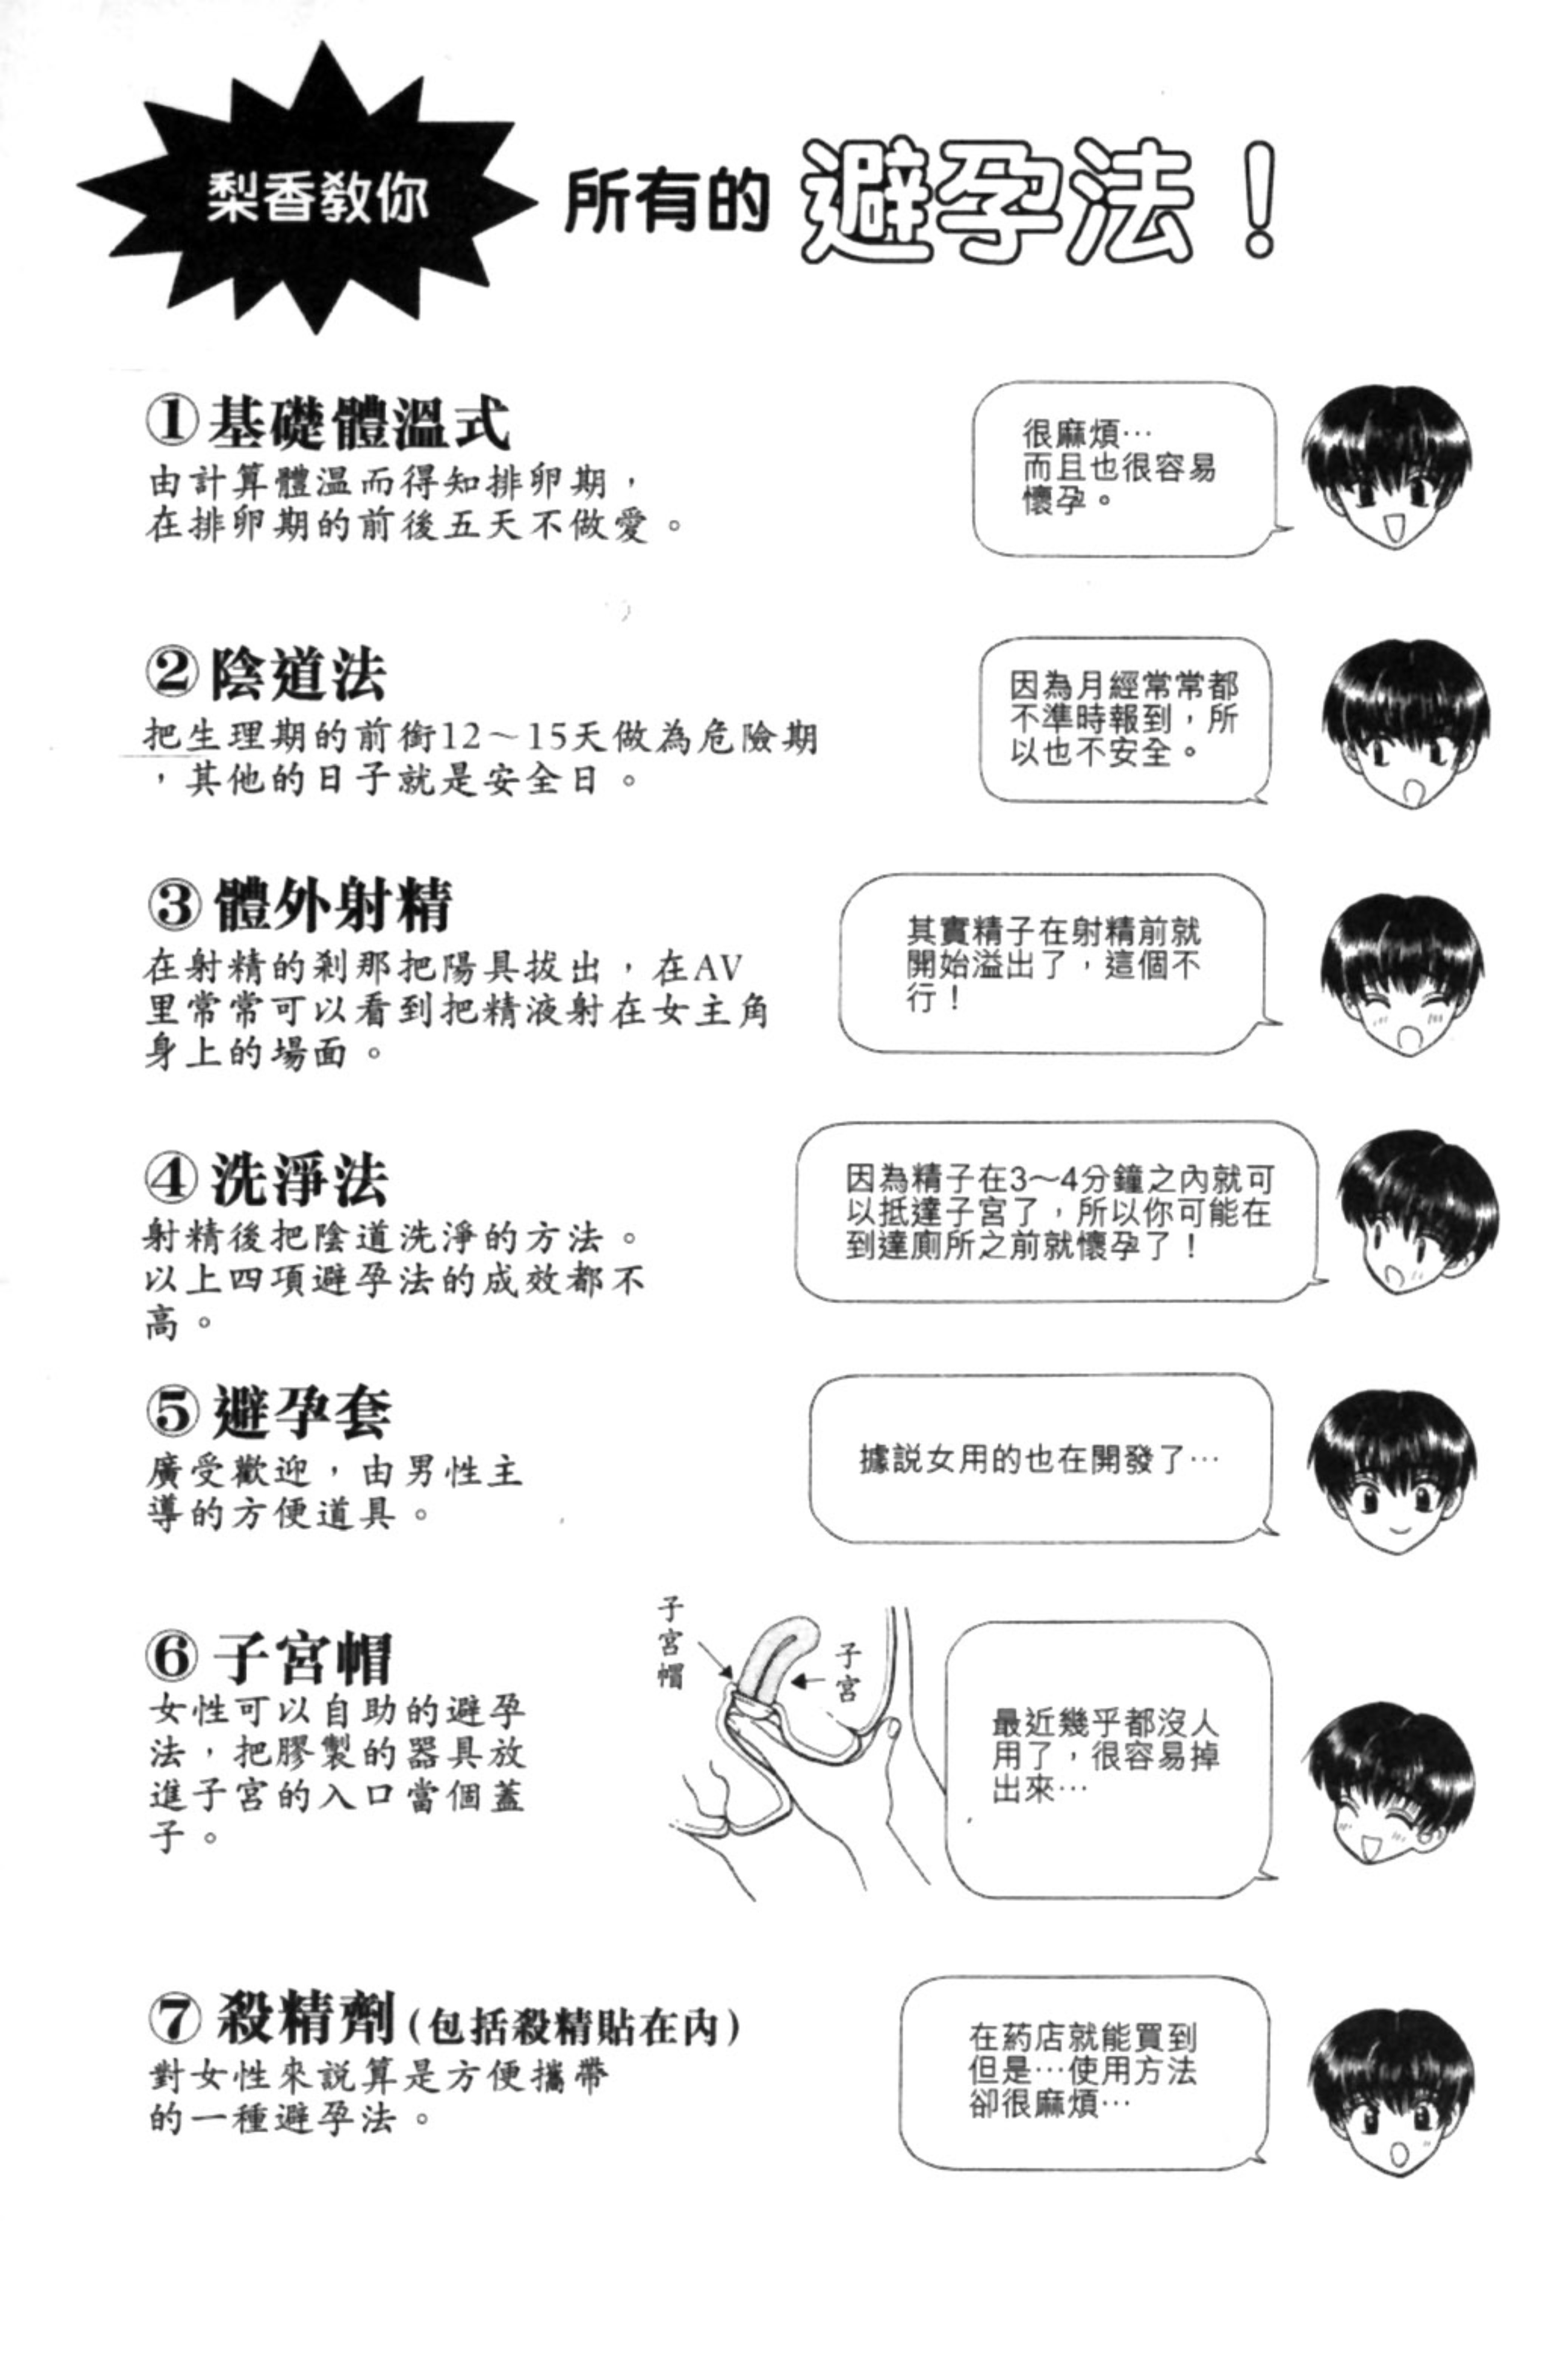 梨香教你
所有的 避孕法！
①基礎體溫式
由計算體溫而得知排卵期，
在排卵期的前後五天不做愛。
很麻煩…
而且也很容易
懷孕。
②陰道法
把生理期的前銜12～15天做為危險期
，其他的日子就是安全日。
因為月經常常都
不準時報到，所
以也不安全。
③體外射精
在射精的剎那把陽具拔出，在AV
里常常可以看到把精液射在女主角
身上的場面。
其實精子在射精前就
開始溢出了，這個不
行！
④洗淨法
射精後把陰道洗淨的方法。
以上四項避孕法的成效都不
高。
因為精子在3～4分鐘之內就可
以抵達子宮了，所以你可能在
到達廁所之前就懷孕了！
⑤避孕套
廣受歡迎，由男性主
導的方便道具。
據説女用的也在開發了…
⑥子宮帽
女性可以自助的避孕
法，把膠製的器具放
進子宮的入口當個蓋
子。
子宮帽
子宮
最近幾乎都沒人
用了，很容易掉
出來…
⑦殺精劑(包括殺精貼在內)
對女性來説算是方便攜帶
的一種避孕法。
在葯店就能買到
但是…使用方法
卻很麻煩…